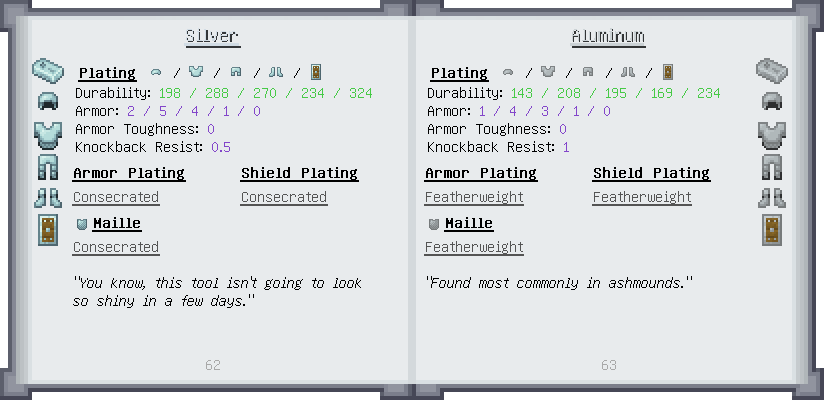 Silver
Plating / / / /
Durability: 198 / 288 / 270 / 234 / 324
Armor: 2 / 5 / 4 / 1 / 0
Armor Toughness: 0
Knockback Resist: 0.5
Armor Plating
Shield Plating
Consecrated
Consecrated
Maille
Consecrated
"You know, this tool isn't going to look
so shiny in a few days."
62
Aluminum
Plating / / / /
Durability: 143 / 208 / 195 / 169 / 234
Armor: 1 / 4 / 3 / 1 / 0
Armor Toughness: 0
Knockback Resist: 1
Armor Plating
Shield Plating
Featherweight
Featherweight
Maille
Featherweight
"Found most commonly in ashmounds."
63